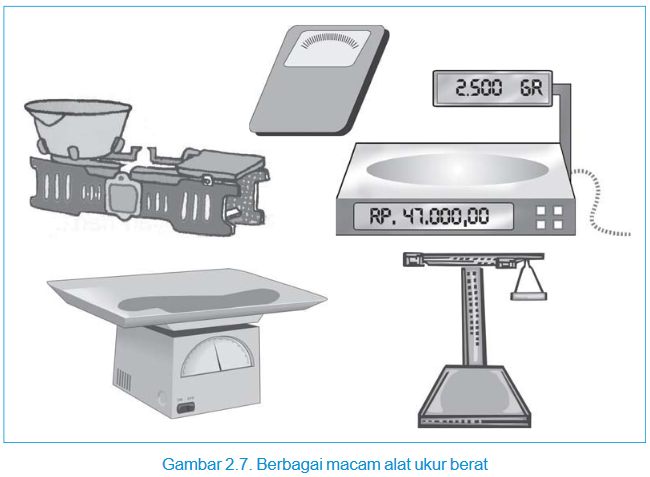 2.500 GR
RP. 47.000,00
Gambar 2.7. Berbagai macam alat ukur berat